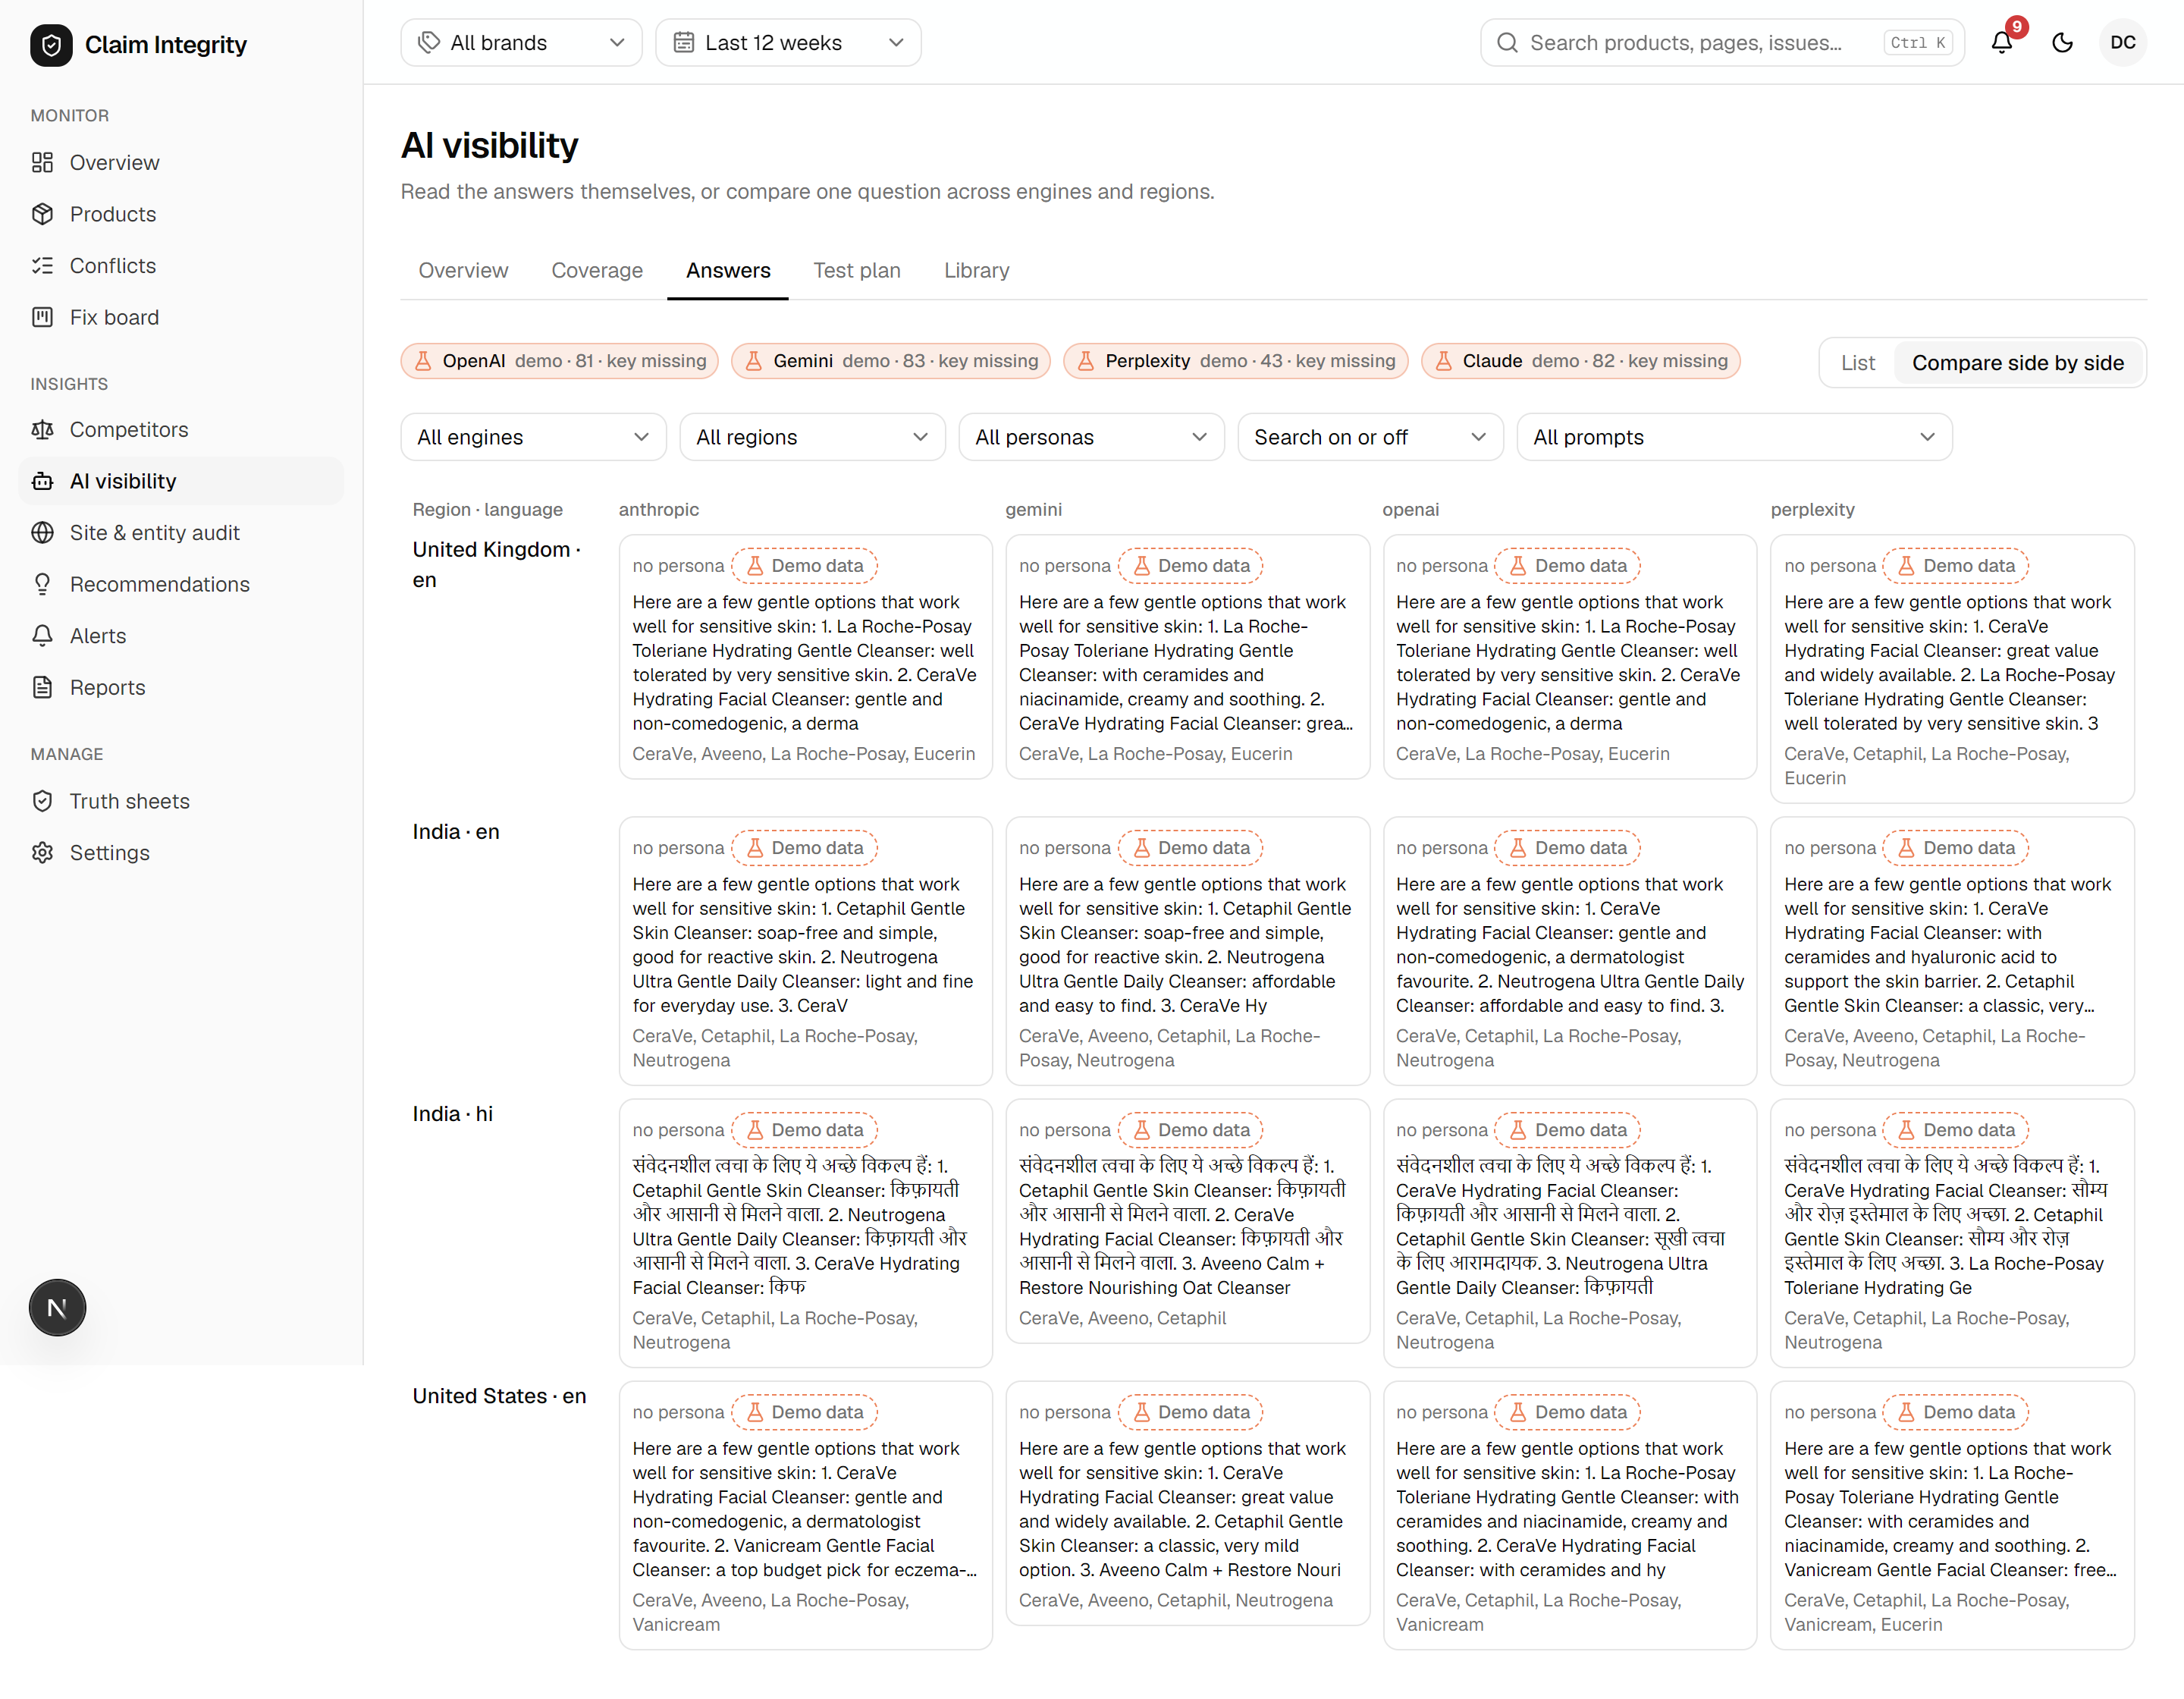 Claim Integrity
All brands
Last 12 weeks
Search products, pages, issues...
Ctrl K
9
DC
MONITOR
Overview
Products
Conflicts
Fix board
INSIGHTS
Competitors
AI visibility
Site & entity audit
Recommendations
Alerts
Reports
MANAGE
Truth sheets
Settings
N
AI visibility
Read the answers themselves, or compare one question across engines and regions.
Overview
Coverage
Answers
Test plan
Library
OpenAI demo · 81 · key missing
Gemini demo · 83 · key missing
Perplexity demo · 43 · key missing
Claude demo · 82 · key missing
List
Compare side by side
All engines
All regions
All personas
Search on or off
All prompts
Region · language
anthropic
gemini
openai
perplexity
United Kingdom ·
en
no persona Demo data
Here are a few gentle options that work
well for sensitive skin: 1. La Roche-Posay
Toleriane Hydrating Gentle Cleanser: well
tolerated by very sensitive skin. 2. CeraVe
Hydrating Facial Cleanser: gentle and
non-comedogenic, a derma
CeraVe, Aveeno, La Roche-Posay, Eucerin
no persona Demo data
Here are a few gentle options that work
well for sensitive skin: 1. La Roche-
Posay Toleriane Hydrating Gentle
Cleanser: with ceramides and
niacinamide, creamy and soothing. 2.
CeraVe Hydrating Facial Cleanser: grea...
CeraVe, La Roche-Posay, Eucerin
no persona Demo data
Here are a few gentle options that work
well for sensitive skin: 1. La Roche-Posay
Toleriane Hydrating Gentle Cleanser: well
tolerated by very sensitive skin. 2. CeraVe
Hydrating Facial Cleanser: gentle and
non-comedogenic, a derma
CeraVe, La Roche-Posay, Eucerin
no persona Demo data
Here are a few gentle options that work
well for sensitive skin: 1. CeraVe
Hydrating Facial Cleanser: great value
and widely available. 2. La Roche-Posay
Toleriane Hydrating Gentle Cleanser:
well tolerated by very sensitive skin. 3
CeraVe, Cetaphil, La Roche-Posay,
Eucerin
India · en
no persona Demo data
Here are a few gentle options that work
well for sensitive skin: 1. Cetaphil Gentle
Skin Cleanser: soap-free and simple,
good for reactive skin. 2. Neutrogena
Ultra Gentle Daily Cleanser: light and fine
for everyday use. 3. CeraV
CeraVe, Cetaphil, La Roche-Posay,
Neutrogena
no persona Demo data
Here are a few gentle options that work
well for sensitive skin: 1. Cetaphil Gentle
Skin Cleanser: soap-free and simple,
good for reactive skin. 2. Neutrogena
Ultra Gentle Daily Cleanser: affordable
and easy to find. 3. CeraVe Hy
CeraVe, Aveeno, Cetaphil, La Roche-
Posay, Neutrogena
no persona Demo data
Here are a few gentle options that work
well for sensitive skin: 1. CeraVe
Hydrating Facial Cleanser: gentle and
non-comedogenic, a dermatologist
favourite. 2. Neutrogena Ultra Gentle Daily
Cleanser: affordable and easy to find. 3.
CeraVe, Cetaphil, La Roche-Posay,
Neutrogena
no persona Demo data
Here are a few gentle options that work
well for sensitive skin: 1. CeraVe
Hydrating Facial Cleanser: with
ceramides and hyaluronic acid to
support the skin barrier. 2. Cetaphil
Gentle Skin Cleanser: a classic, very...
CeraVe, Aveeno, Cetaphil, La Roche-
Posay, Neutrogena
India · hi
no persona Demo data
संवेदनशील त्वचा के लिए ये अच्छे विकल्प हैं: 1.
Cetaphil Gentle Skin Cleanser: किफ़ायती
और आसानी से मिलने वाला. 2. Neutrogena
Ultra Gentle Daily Cleanser: किफ़ायती और
आसानी से मिलने वाला. 3. CeraVe Hydrating
Facial Cleanser: किफ
CeraVe, Cetaphil, La Roche-Posay,
Neutrogena
no persona Demo data
संवेदनशील त्वचा के लिए ये अच्छे विकल्प हैं: 1.
Cetaphil Gentle Skin Cleanser: किफ़ायती
और आसानी से मिलने वाला. 2. CeraVe
Hydrating Facial Cleanser: किफ़ायती और
आसानी से मिलने वाला. 3. Aveeno Calm +
Restore Nourishing Oat Cleanser
CeraVe, Aveeno, Cetaphil
no persona Demo data
संवेदनशील त्वचा के लिए ये अच्छे विकल्प हैं: 1.
CeraVe Hydrating Facial Cleanser:
किफ़ायती और आसानी से मिलने वाला. 2.
Cetaphil Gentle Skin Cleanser: सूखी त्वचा
के लिए आरामदायक. 3. Neutrogena Ultra
Gentle Daily Cleanser: किफ़ायती
CeraVe, Cetaphil, La Roche-Posay,
Neutrogena
no persona Demo data
संवेदनशील त्वचा के लिए ये अच्छे विकल्प हैं: 1.
CeraVe Hydrating Facial Cleanser: सौम्य
और रोज़ इस्तेमाल के लिए अच्छा. 2. Cetaphil
Gentle Skin Cleanser: सौम्य और रोज़
इस्तेमाल के लिए अच्छा. 3. La Roche-Posay
Toleriane Hydrating Ge
CeraVe, Cetaphil, La Roche-Posay,
Neutrogena
United States · en
no persona Demo data
Here are a few gentle options that work
well for sensitive skin: 1. CeraVe
Hydrating Facial Cleanser: gentle and
non-comedogenic, a dermatologist
favourite. 2. Vanicream Gentle Facial
Cleanser: a top budget pick for eczema-...
CeraVe, Aveeno, La Roche-Posay,
Vanicream
no persona Demo data
Here are a few gentle options that work
well for sensitive skin: 1. CeraVe
Hydrating Facial Cleanser: great value
and widely available. 2. Cetaphil Gentle
Skin Cleanser: a classic, very mild
option. 3. Aveeno Calm + Restore Nouri
CeraVe, Aveeno, Cetaphil, Neutrogena
no persona Demo data
Here are a few gentle options that work
well for sensitive skin: 1. La Roche-Posay
Toleriane Hydrating Gentle Cleanser: with
ceramides and niacinamide, creamy and
soothing. 2. CeraVe Hydrating Facial
Cleanser: with ceramides and hy
CeraVe, Cetaphil, La Roche-Posay,
Vanicream
no persona Demo data
Here are a few gentle options that work
well for sensitive skin: 1. La Roche-
Posay Toleriane Hydrating Gentle
Cleanser: with ceramides and
niacinamide, creamy and soothing. 2.
Vanicream Gentle Facial Cleanser: free...
CeraVe, Cetaphil, La Roche-Posay,
Vanicream, Eucerin